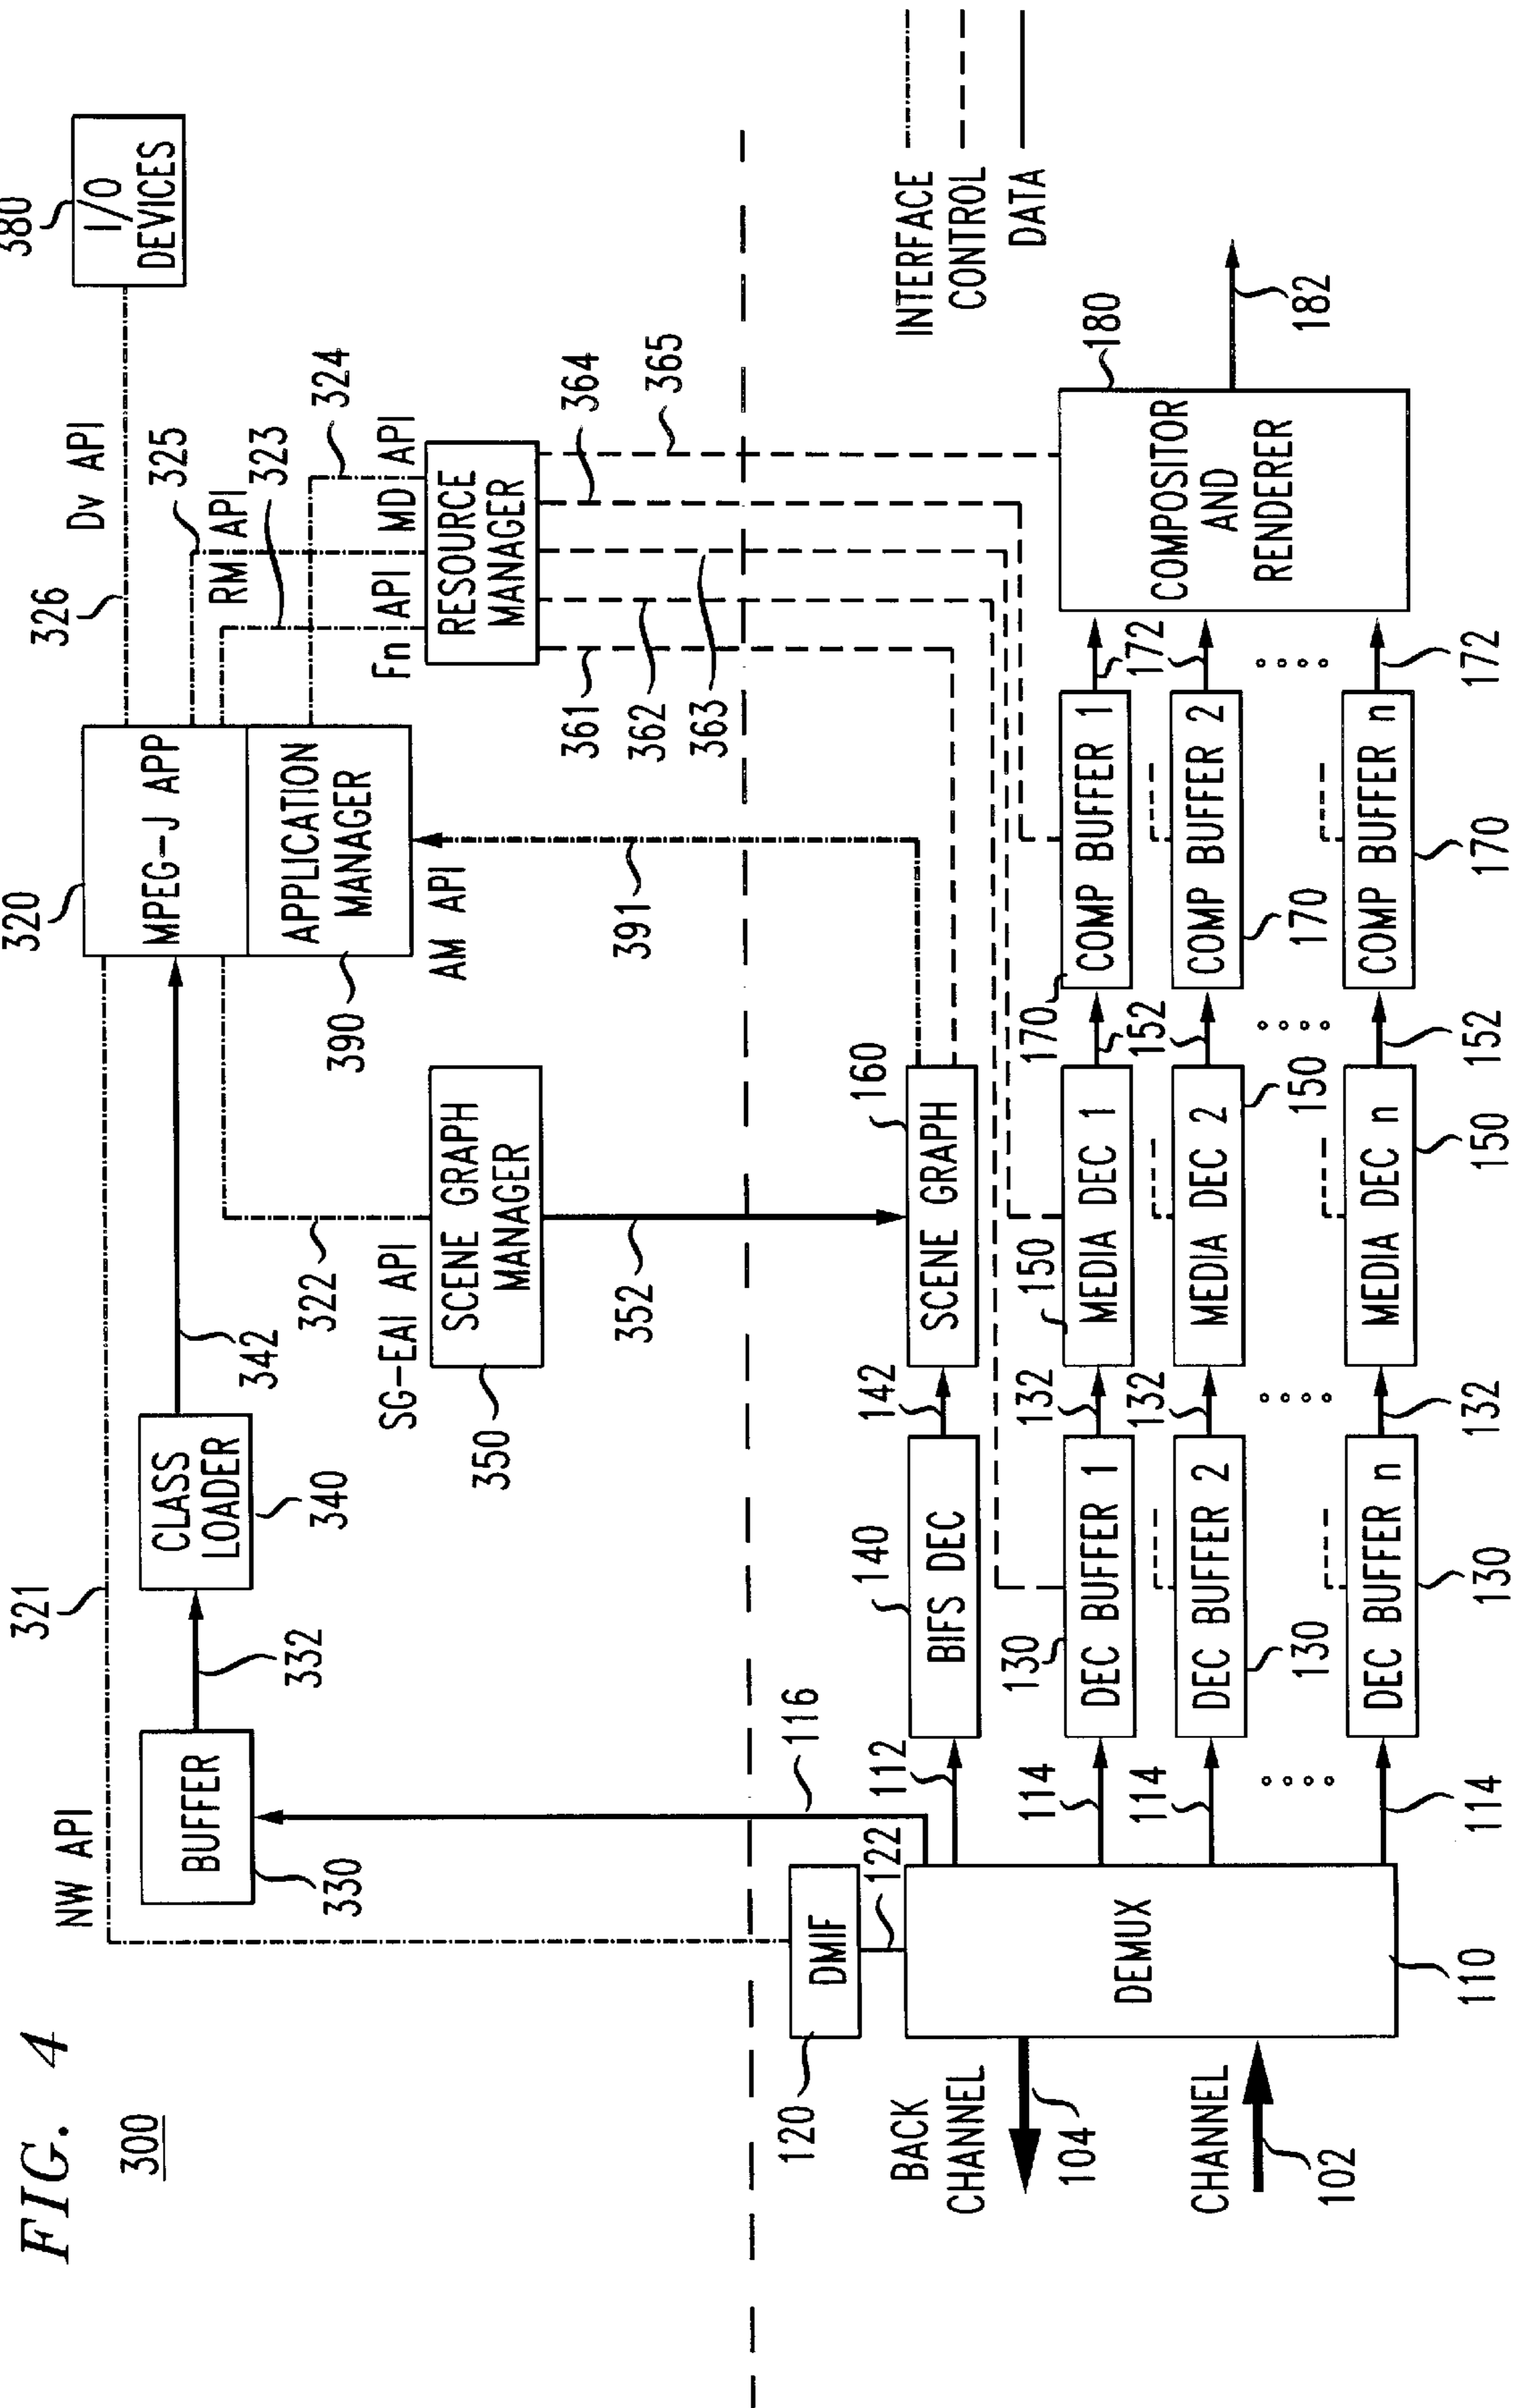 FIG. 4
300
NW API
321
BUFFER
330
332
CLASS
LOADER
340
342
320
MPEG-J APP
APPLICATION
MANAGER
390
AM API
391
326
Dv API
380
I/O
DEVICES
325
RM API
323
324
Fn API
MD API
RESOURCE
MANAGER
361
362
363
364
365
322
SG-EAI API
SCENE GRAPH
MANAGER
350
352
INTERFACE
CONTROL
DATA
120
DMIF
122
116
BACK
CHANNEL
104
CHANNEL
102
DEMUX
110
112
140
BIFS DEC
142
160
SCENE GRAPH
114
130
DEC BUFFER 1
132
150
MEDIA DEC 1
152
170
COMP BUFFER 1
172
114
DEC BUFFER 2
130
132
MEDIA DEC 2
150
152
COMP BUFFER 2
170
172
114
DEC BUFFER n
130
132
MEDIA DEC n
150
152
COMP BUFFER n
170
172
COMPOSITOR
AND
RENDERER
180
182